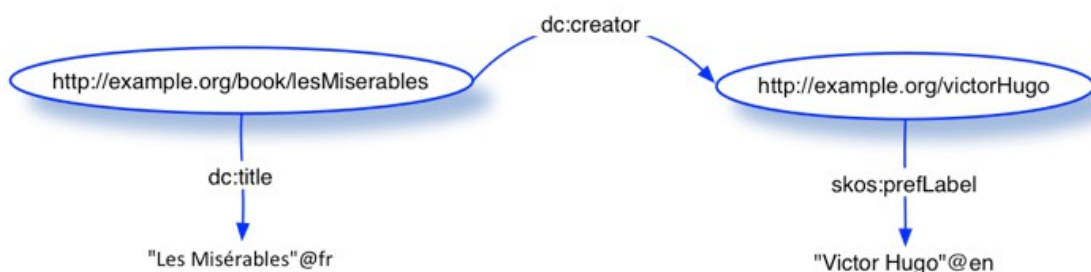 dc:creator
http://example.org/book/lesMiserables
http://example.org/victorHugo
dc:title
skos:prefLabel
"Les Misérables"@fr
"Victor Hugo"@en